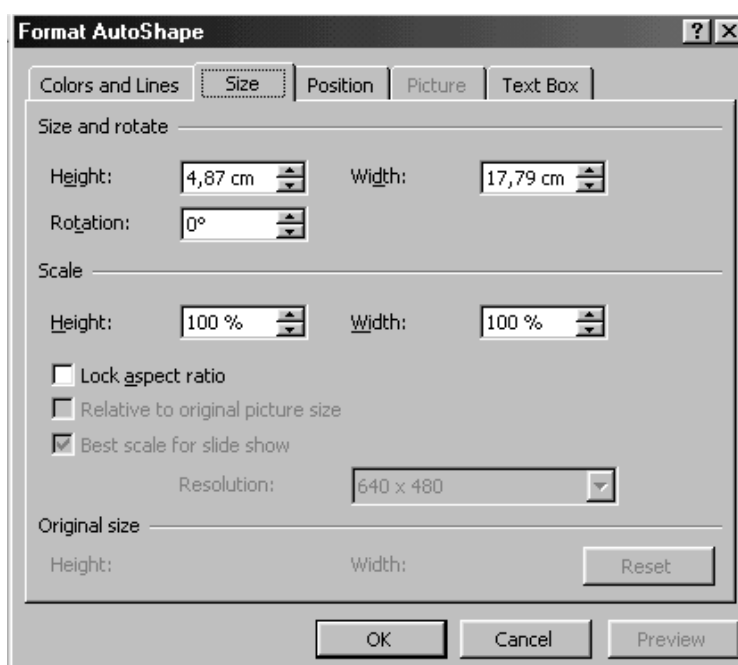 Format AutoShape ? X
Colors and Lines Size Position Picture Text Box
Size and rotate
Height: 4,87 cm Width: 17,79 cm
Rotation: 0°
Scale
Height: 100 % Width: 100 %
Lock aspect ratio
Relative to original picture size
Best scale for slide show
Resolution: 640 x 480
Original size
Height: Width: Reset
OK Cancel Preview